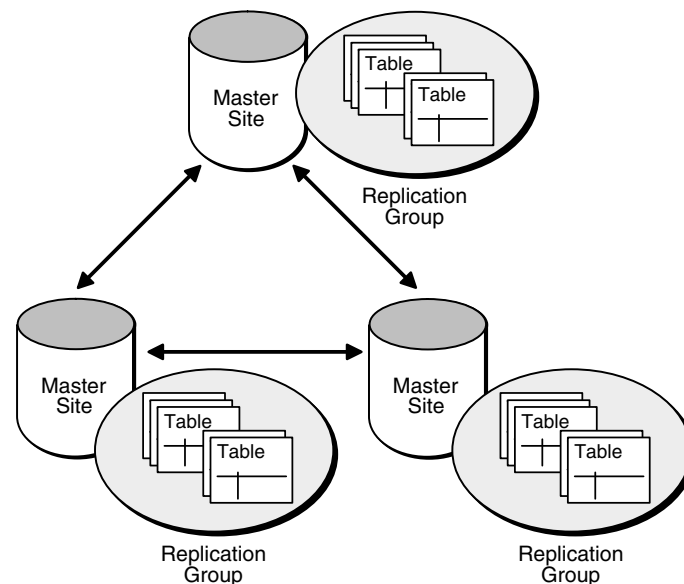 Table
Table
Master
Site
Replication
Group
Master
Site
Table
Table
Replication
Group
Master
Site
Table
Table
Replication
Group